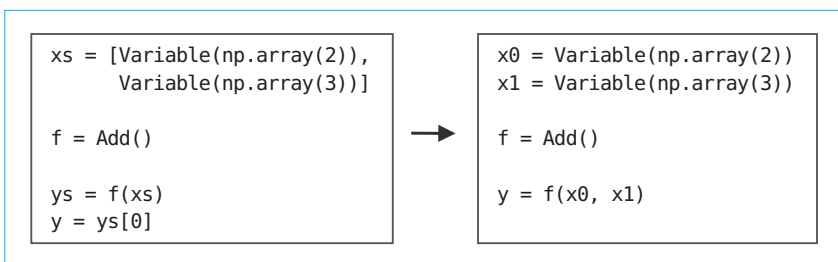 xs = [Variable(np.array(2)),
      Variable(np.array(3))]
f = Add()
ys = f(xs)
y = ys[0]
x0 = Variable(np.array(2))
x1 = Variable(np.array(3))
f = Add()
y = f(x0, x1)